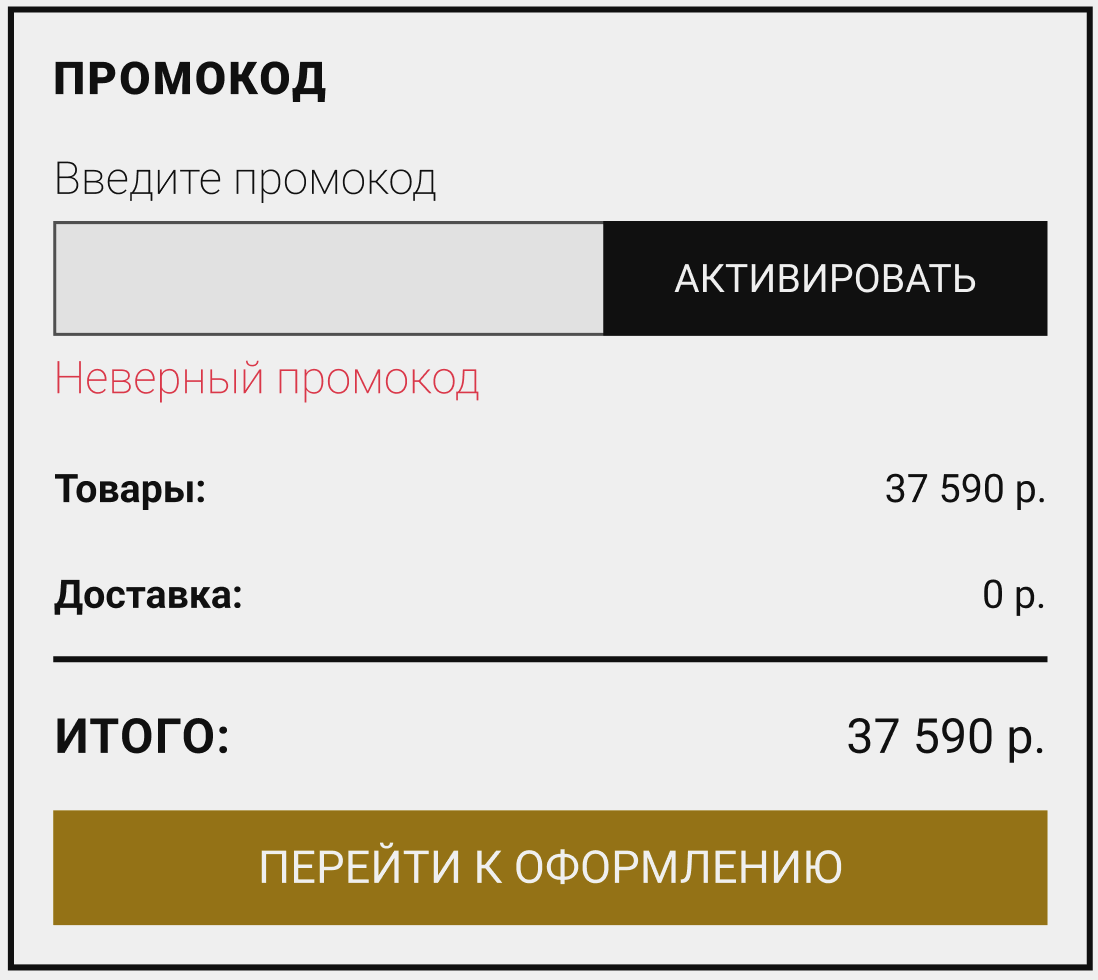 ПРОМОКОД
Введите промокод
АКТИВИРОВАТЬ
Неверный промокод
Товары: 37 590 р.
Доставка: 0 р.
ИТОГО: 37 590 р.
ПЕРЕЙТИ К ОФОРМЛЕНИЮ